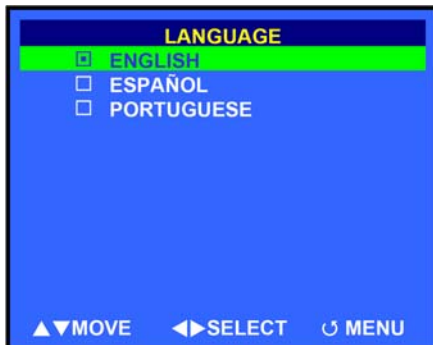 LANGUAGE
ENGLISH
ESPAÑOL
PORTUGUESE
▲▼MOVE ◀▶SELECT ↺ MENU